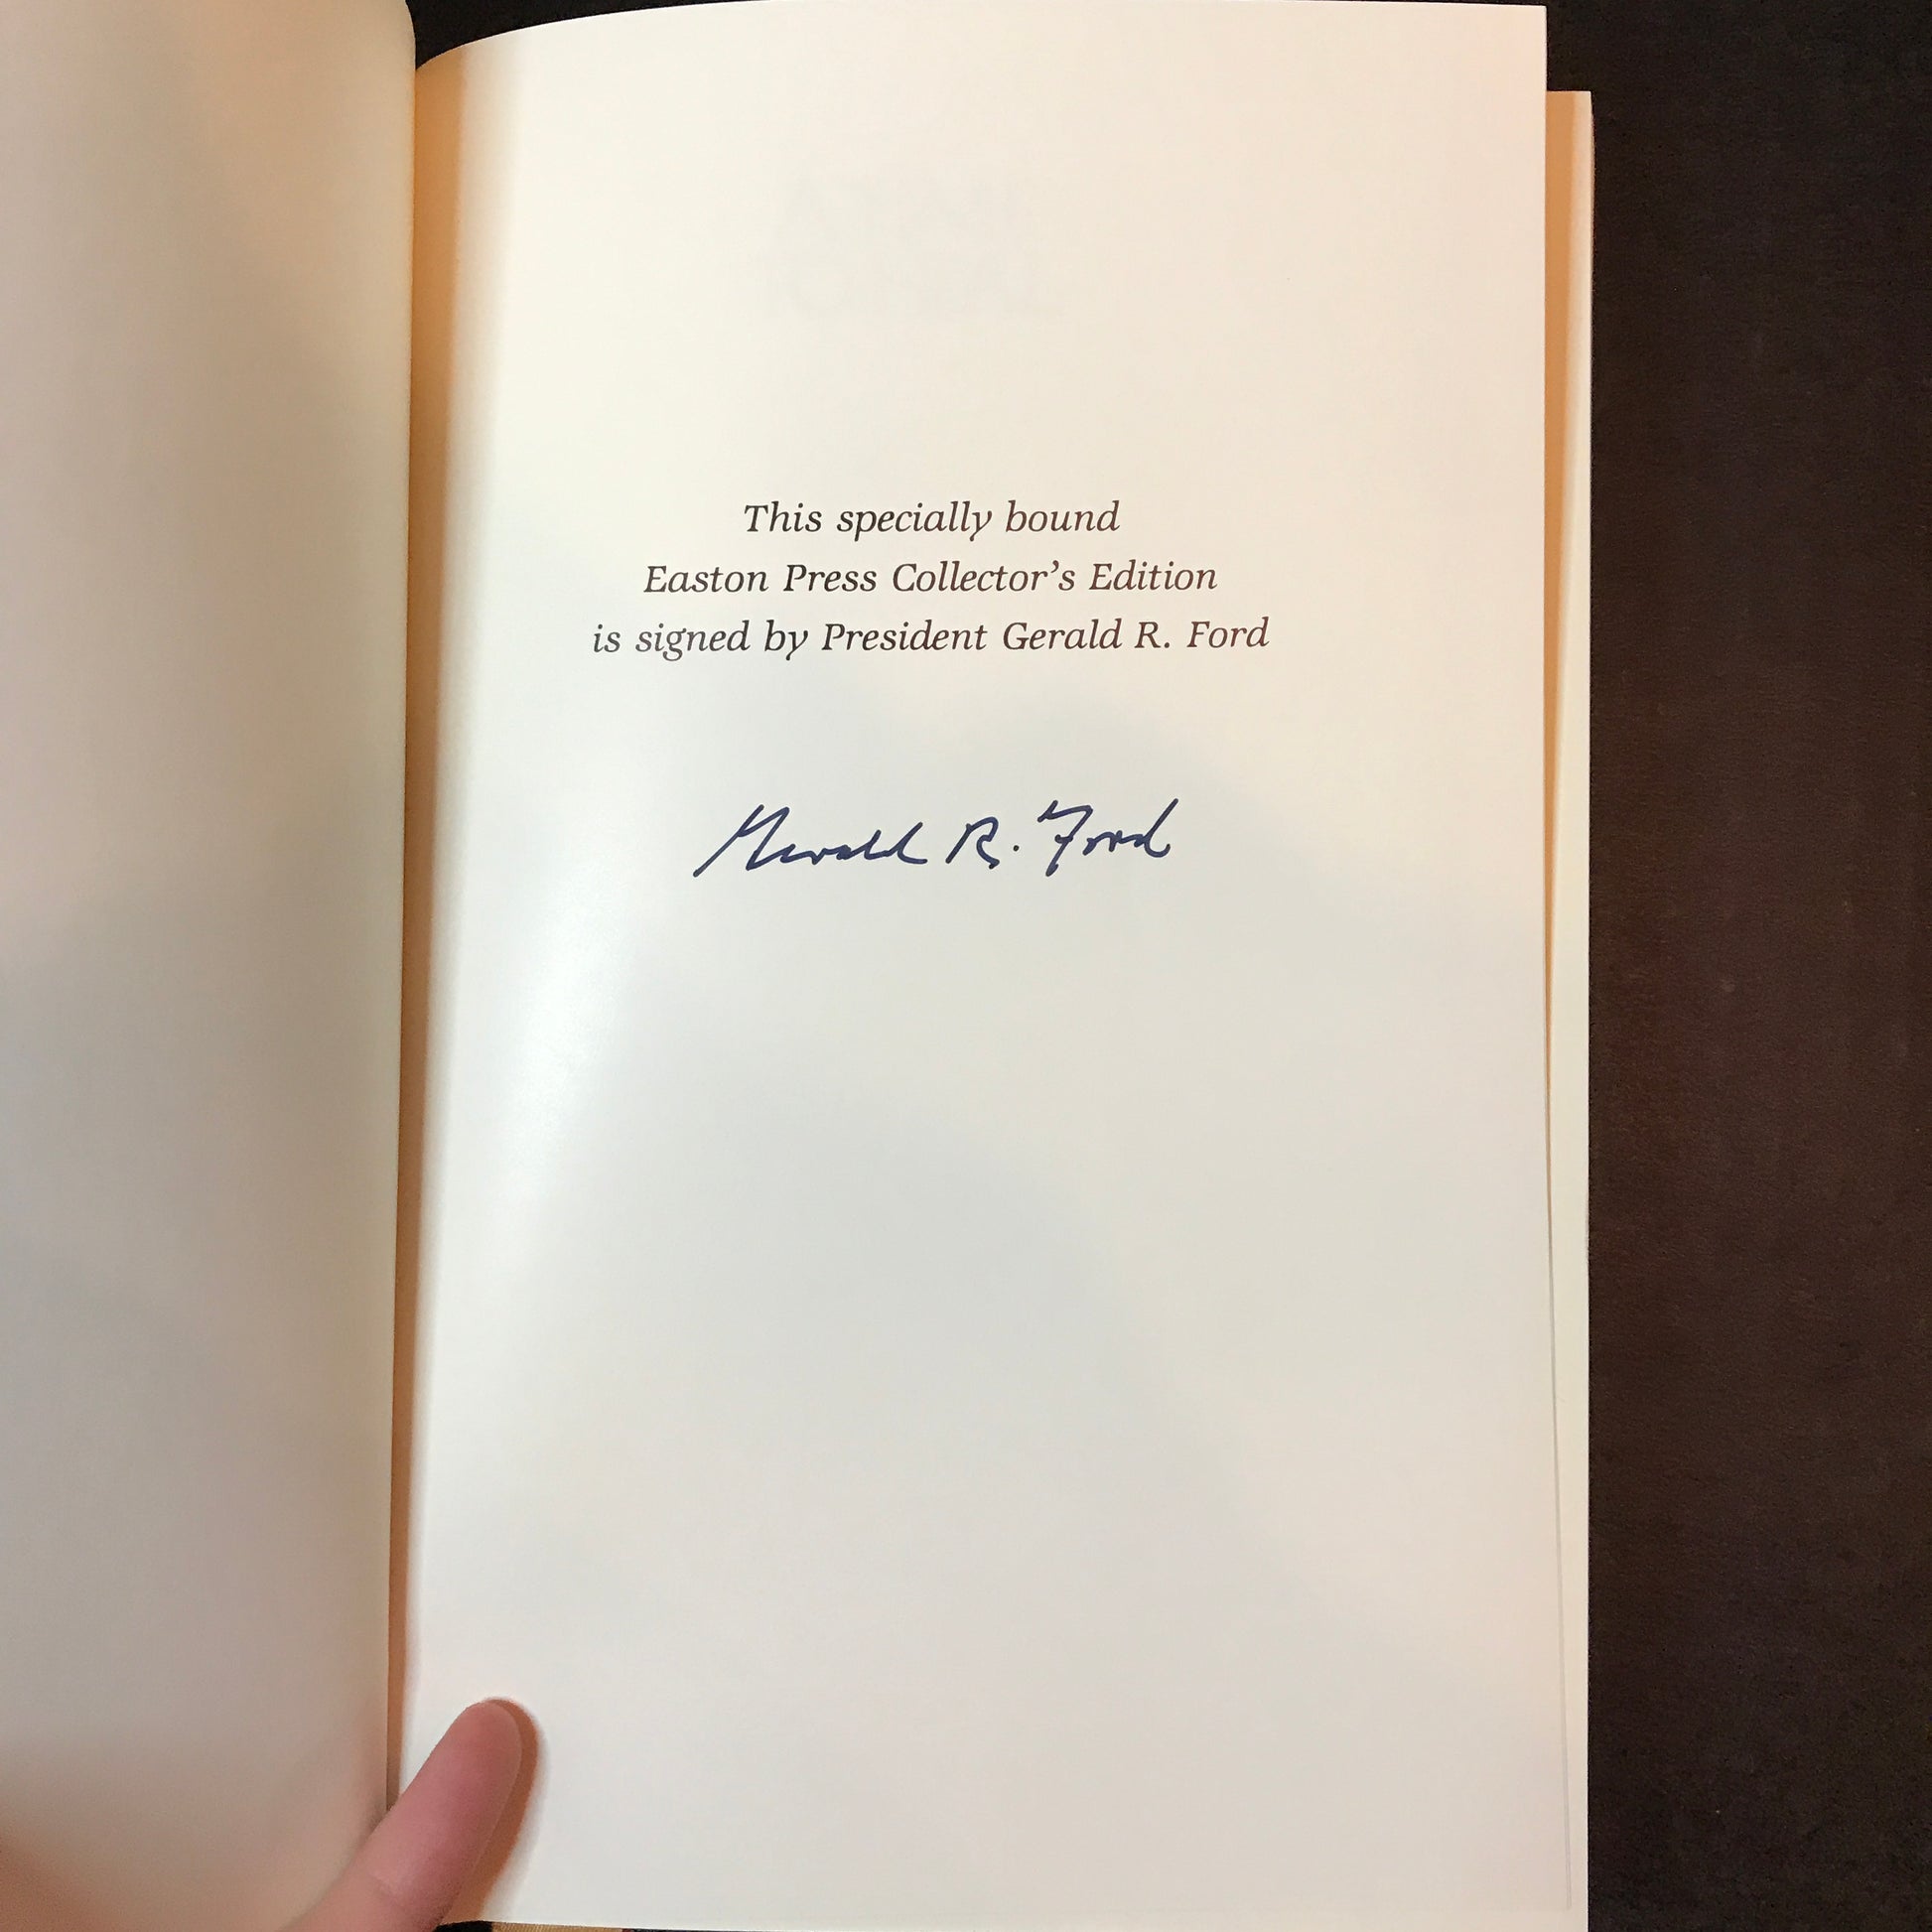 This specially bound
Easton Press Collector's Edition
is signed by President Gerald R. Ford
Gerald R. Ford